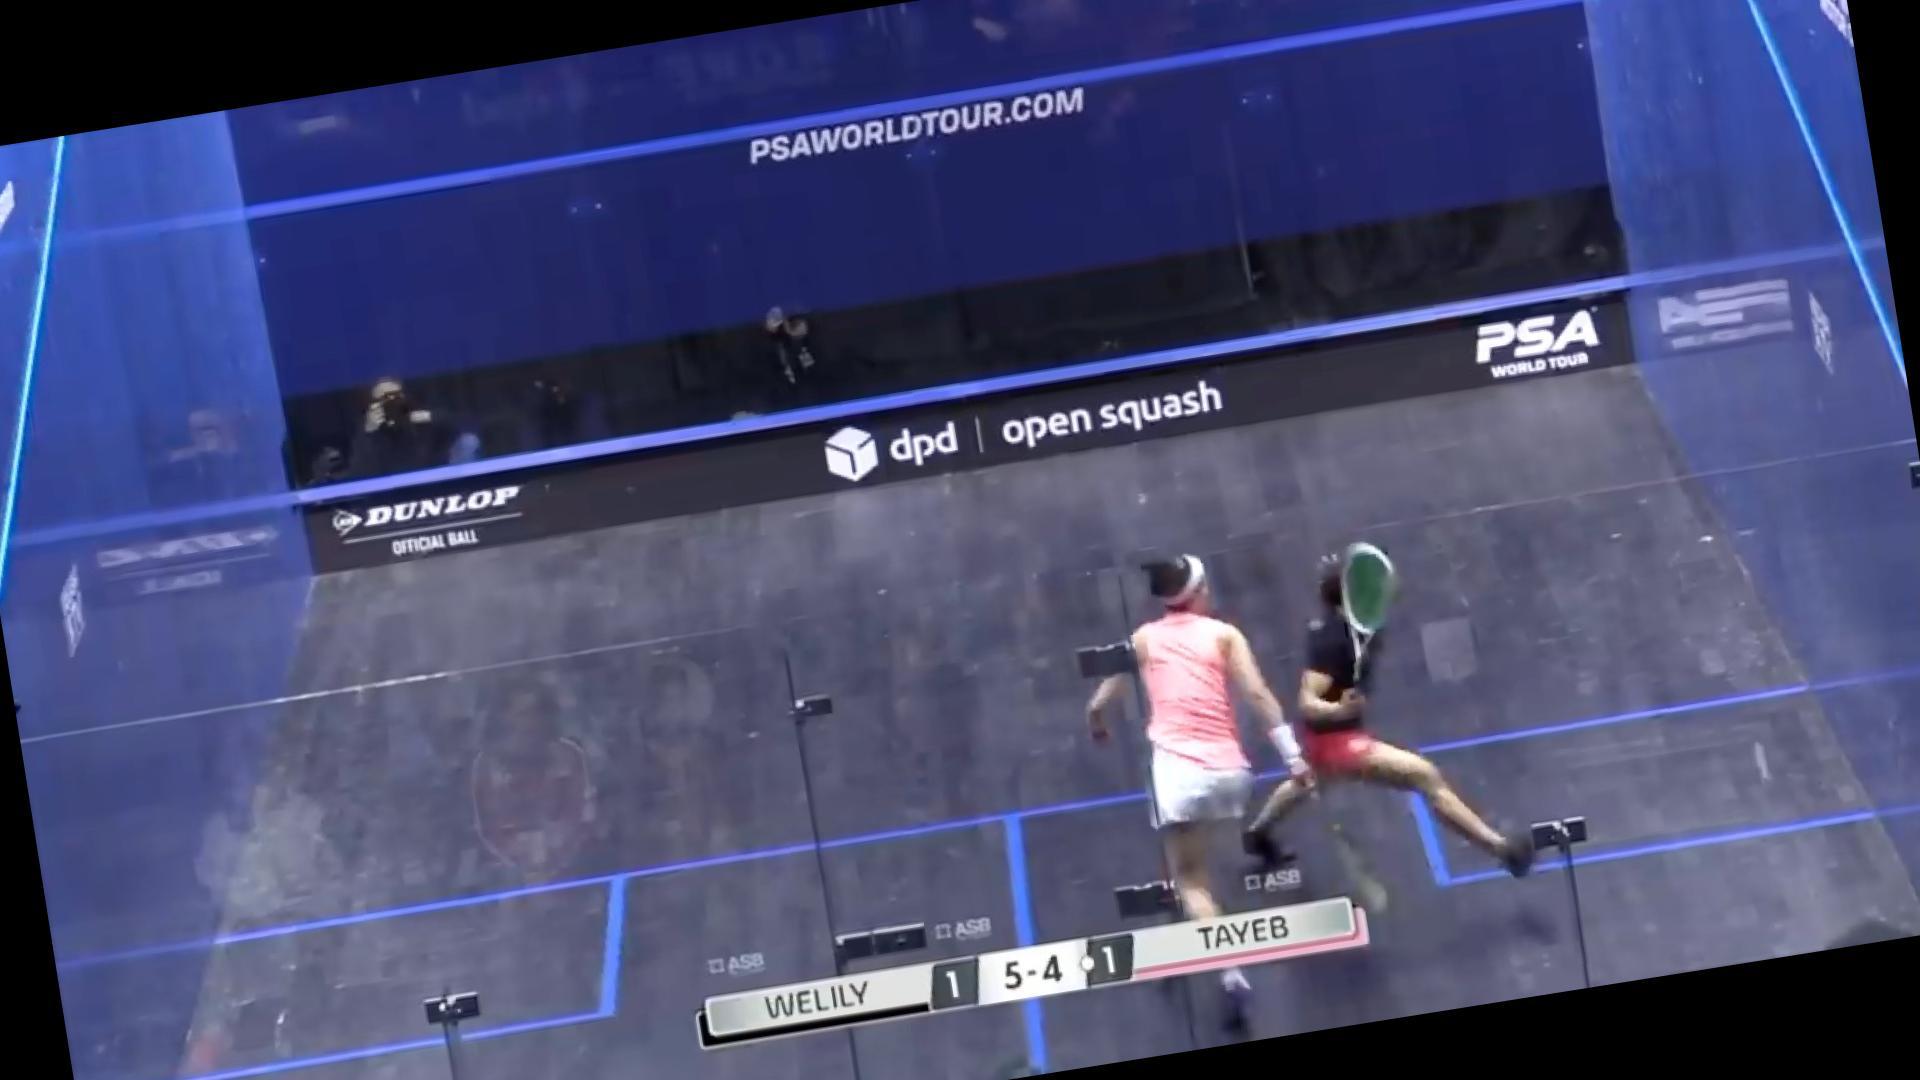 PSAWORLDTOUR.COM
PSA
WORLD TOUR
dpd | open squash
DUNLOP
OFFICIAL BALL
ASB
ASB
ASB
WELILY 1 5-4 1 TAYEB